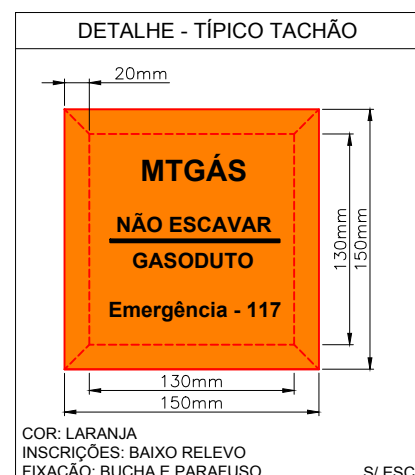 DETALHE - TÍPICO TACHÃO
20mm
MTGÁS
NÃO ESCAVAR
GASODUTO
Emergência - 117
130mm
150mm
130mm
150mm
COR: LARANJA
INSCRIÇÕES: BAIXO RELEVO
FIXAÇÃO: BUCHA E PARAFUSO
S/ ESC